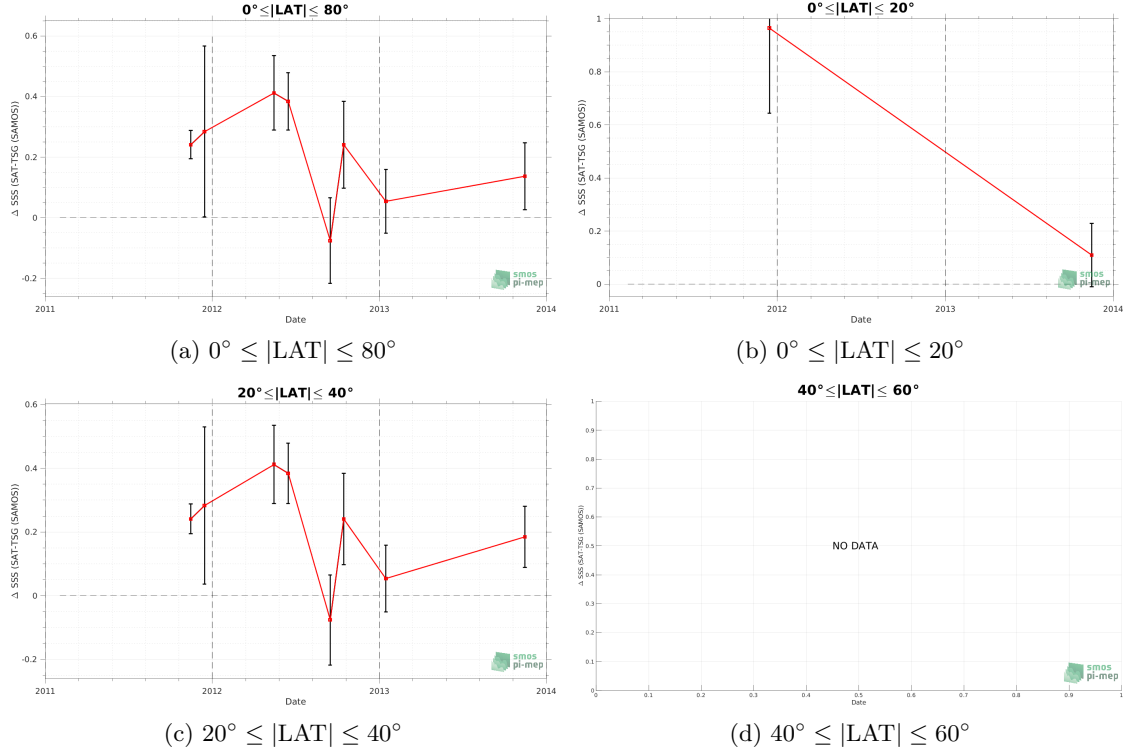 0°≤|LAT|≤ 80°
0.6
0.4
0.2
0
-0.2
Δ SSS (SAT-TSG (SAMOS))
2011
2012
2013
2014
Date
smos
pi-mep
(a) 0° ≤ |LAT| ≤ 80°
0°≤|LAT|≤ 20°
1
0.8
0.6
0.4
0.2
0
Δ SSS (SAT-TSG (SAMOS))
2011
2012
2013
2014
Date
smos
pi-mep
(b) 0° ≤ |LAT| ≤ 20°
20°≤|LAT|≤ 40°
0.6
0.4
0.2
0
-0.2
Δ SSS (SAT-TSG (SAMOS))
2011
2012
2013
2014
Date
smos
pi-mep
(c) 20° ≤ |LAT| ≤ 40°
40°≤|LAT|≤ 60°
1
0.9
0.8
0.7
0.6
0.5
0.4
0.3
0.2
0.1
0
Δ SSS (SAT-TSG (SAMOS))
NO DATA
0
0.1
0.2
0.3
0.4
0.5
0.6
0.7
0.8
0.9
1
Date
smos
pi-mep
(d) 40° ≤ |LAT| ≤ 60°